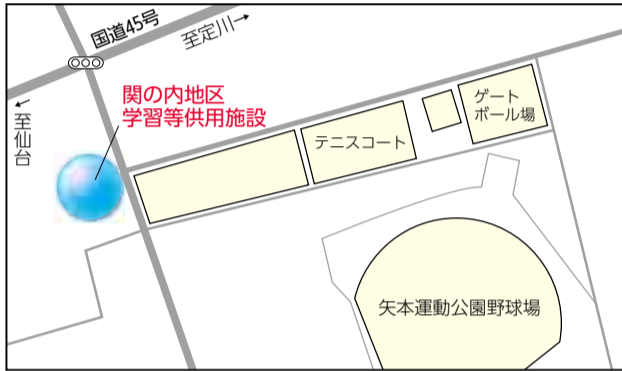 国道45号
至定川→
←至仙台
関の内地区
学習等供用施設
テニスコート
ゲート
ボール場
矢本運動公園野球場